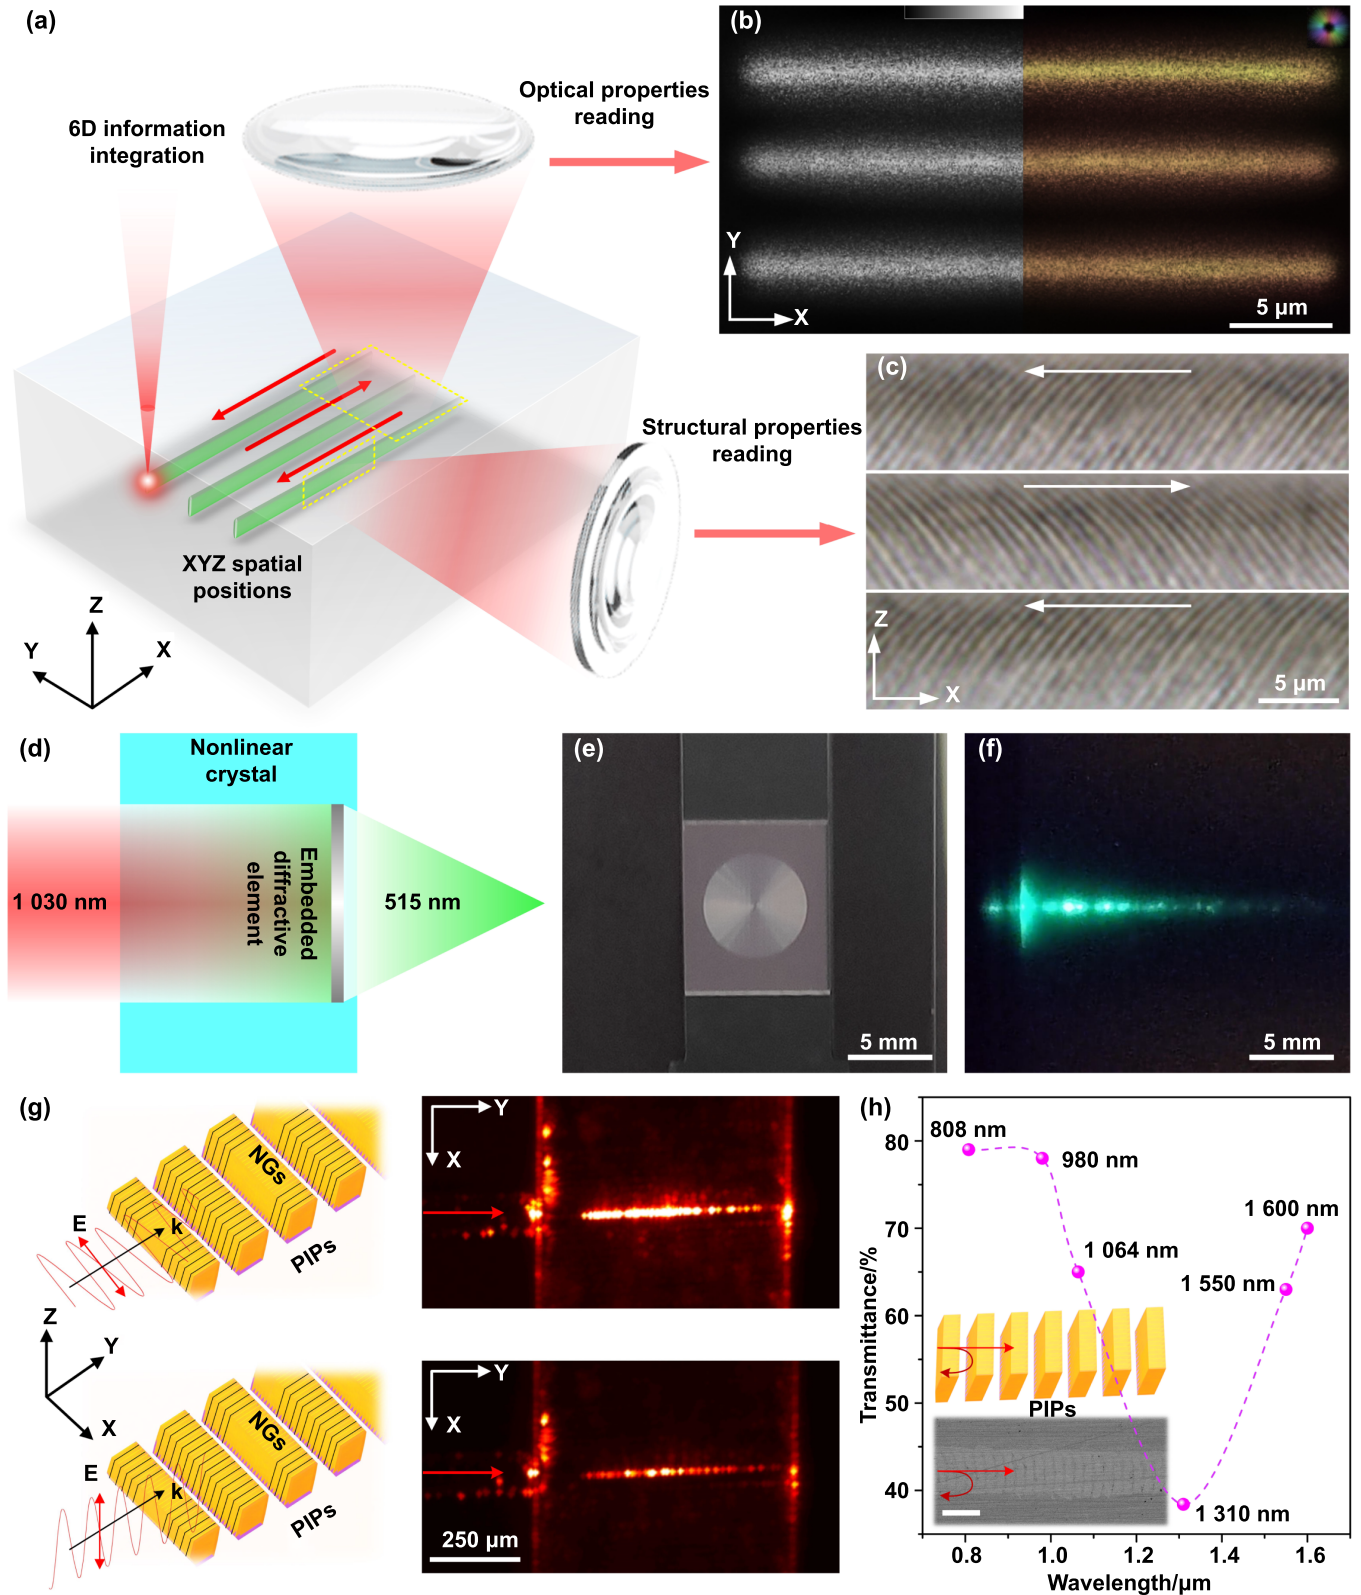 (a)
6D information
integration
Optical properties
reading
Structural properties
reading
XYZ spatial
positions
Z
Y
X
(b)
Y
X
5 µm
(c)
Z
X
5 µm
(d)
Nonlinear
crystal
1 030 nm
Embedded
diffractive
element
515 nm
(e)
5 mm
(f)
5 mm
(g)
NGs
E
k
PIPs
Z
Y
X
NGs
E
k
PIPs
Y
X
Y
X
250 µm
(h)
808 nm
980 nm
1 064 nm
1 600 nm
1 550 nm
1 310 nm
PIPs
Transmittance/%
80
70
60
50
40
0.8
1.0
1.2
1.4
1.6
Wavelength/µm